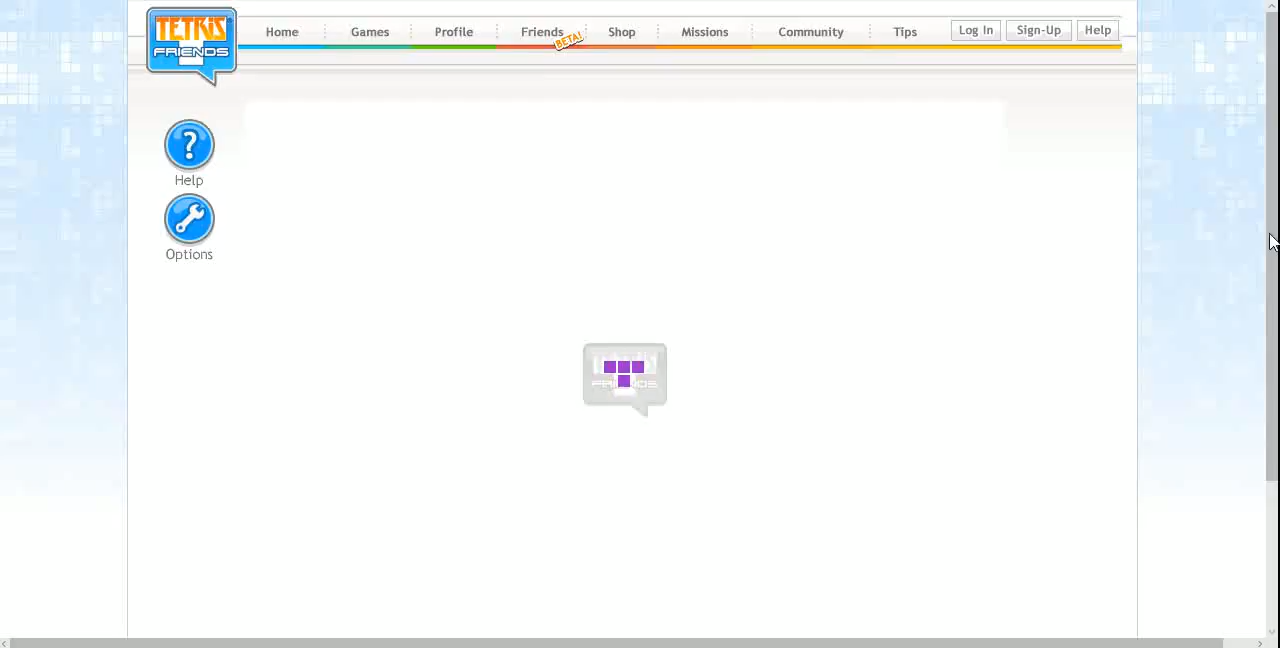 TETRIS
FRIENDS
Home
Games
Profile
Friends
BETA!
Shop
Missions
Community
Tips
Log In
Sign-Up
Help
?
Help
Options